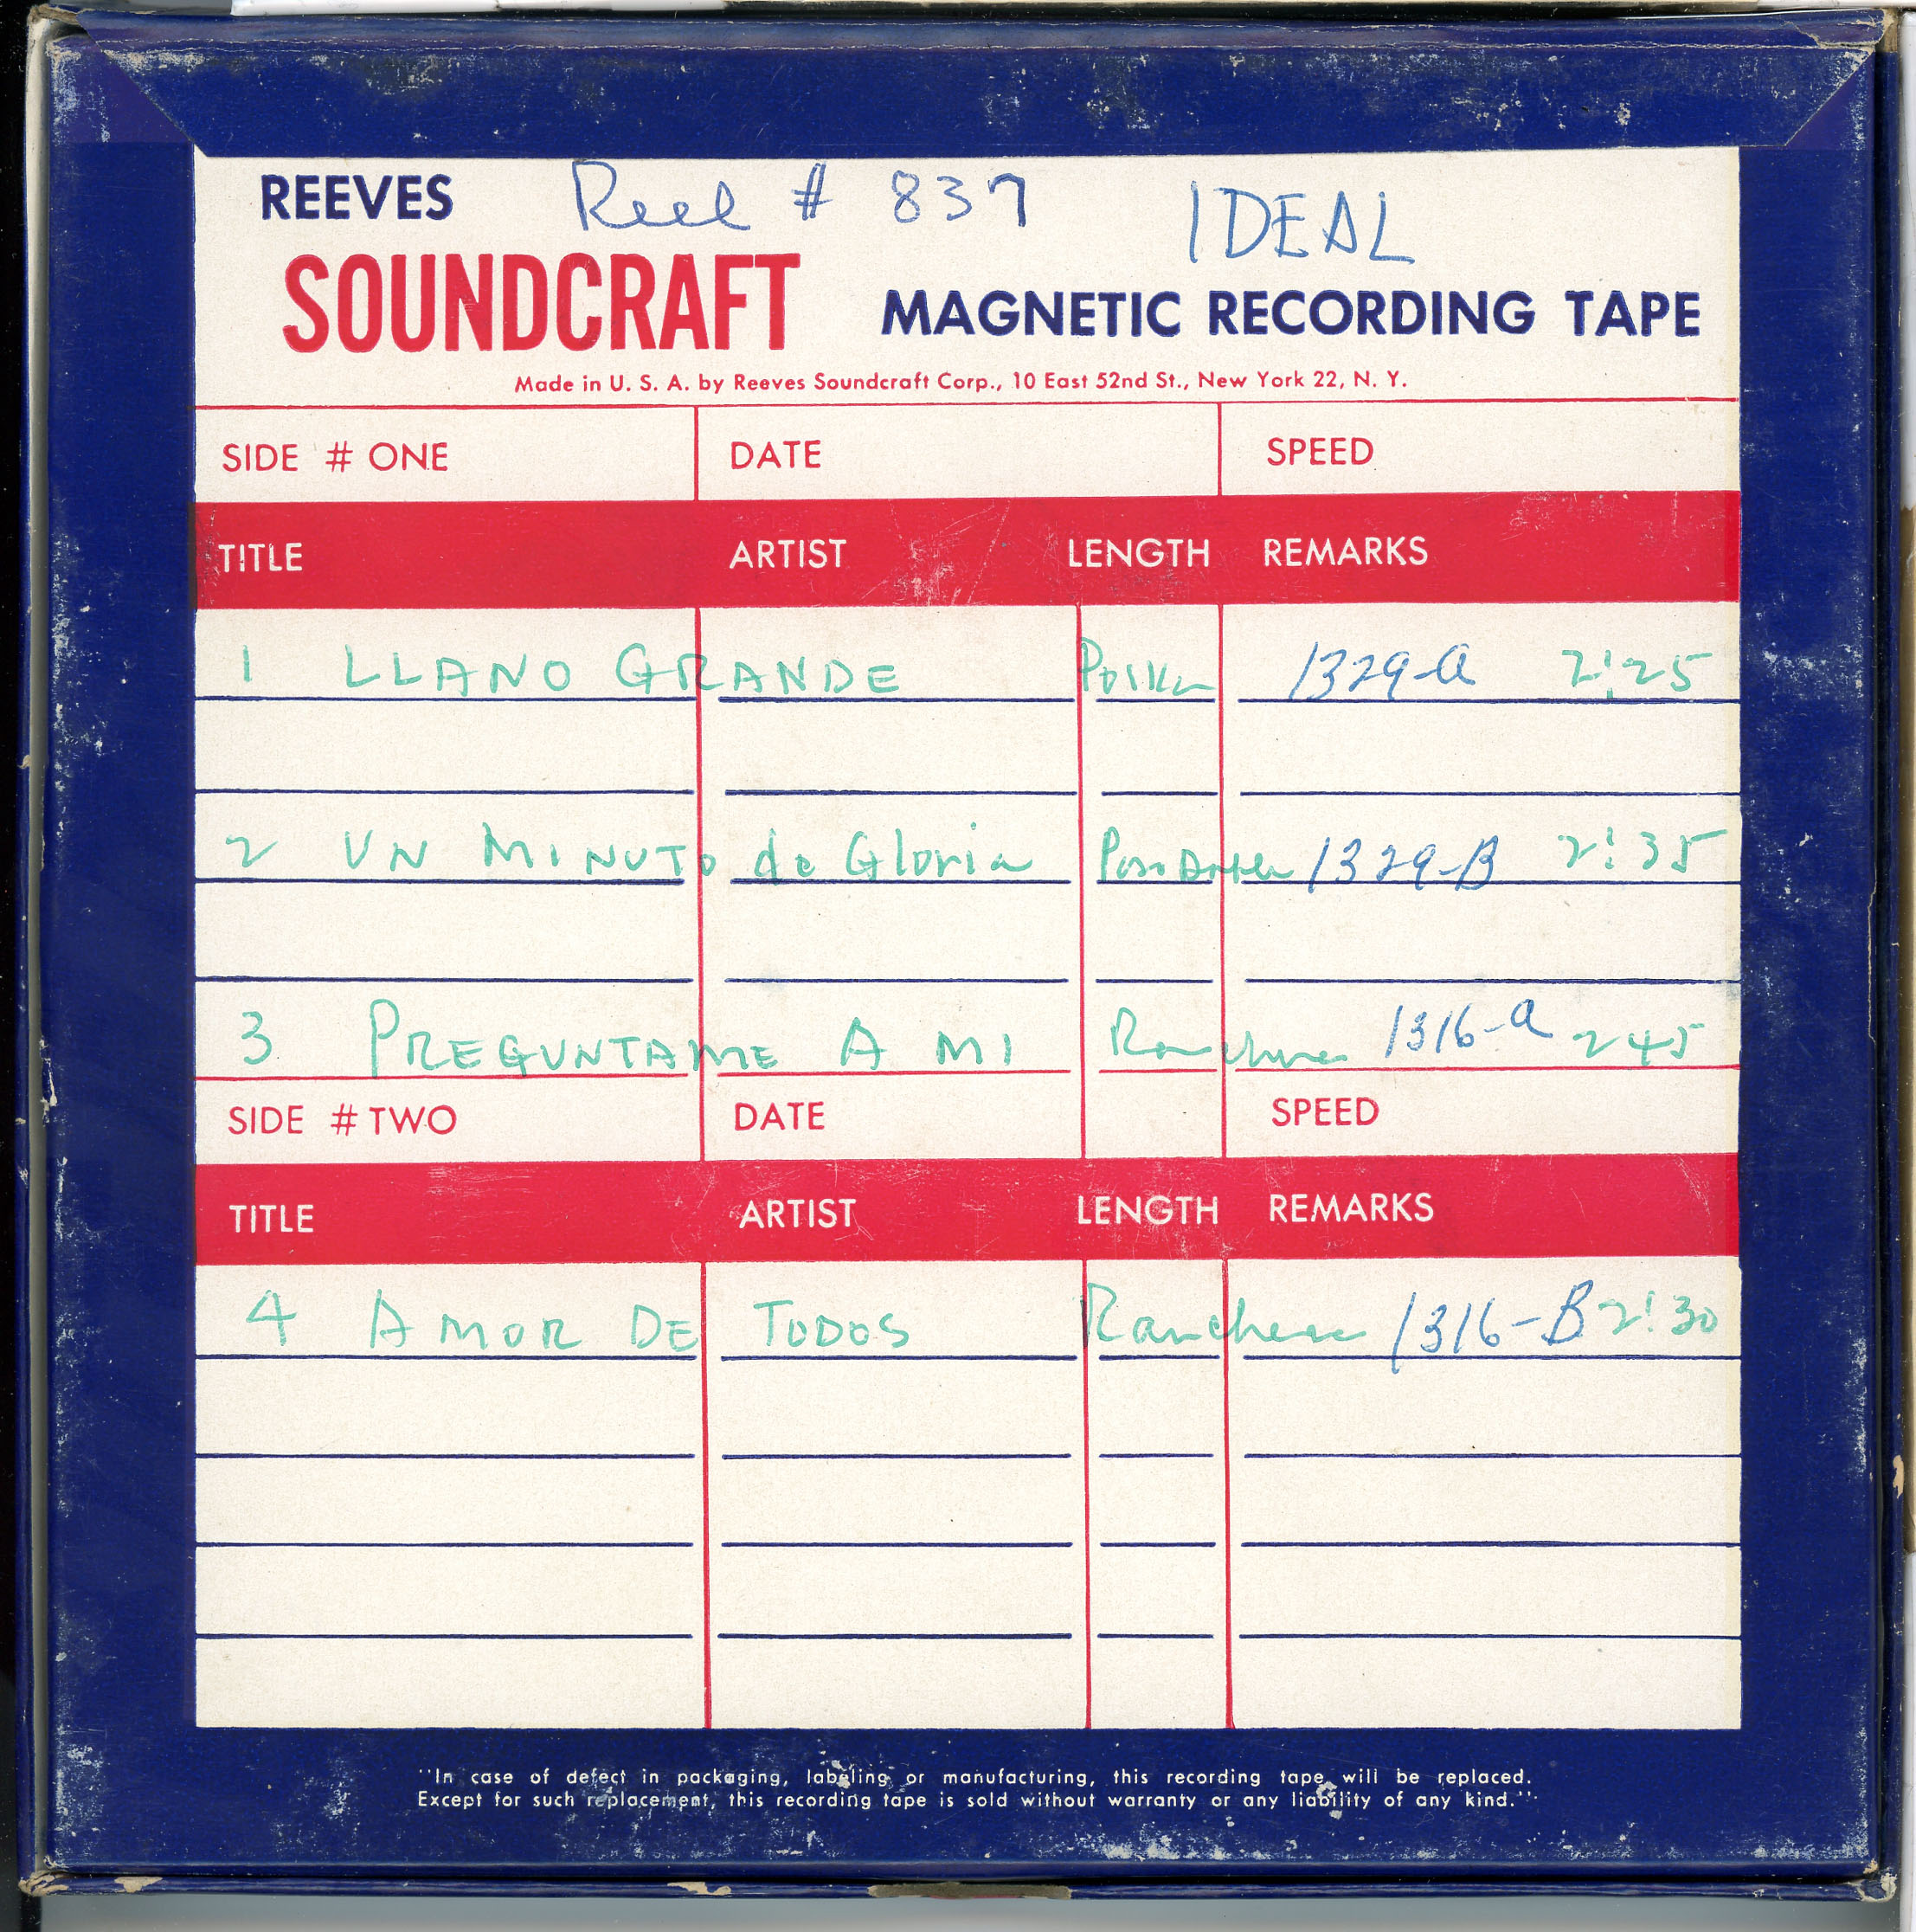 REEVES Reel # 837 IDEAL
SOUNDCRAFT MAGNETIC RECORDING TAPE
Made in U. S. A. by Reeves Soundcraft Corp., 10 East 52nd St., New York 22, N. Y.
SIDE # ONE DATE SPEED
TITLE ARTIST LENGTH REMARKS
1 LLANO GRANDE Polka 1329-a 2:25
2 UN MINUTO de Gloria 1329-B 2:35
3 PREGUNTAME A MI Ranchera 1316-a 245
SIDE # TWO DATE SPEED
TITLE ARTIST LENGTH REMARKS
4 AMOR DE TODOS Ranchera 1316-B 2:30
"In case of defect in packaging, labeling or manufacturing, this recording tape will be replaced.
Except for such replacement, this recording tape is sold without warranty or any liability of any kind."